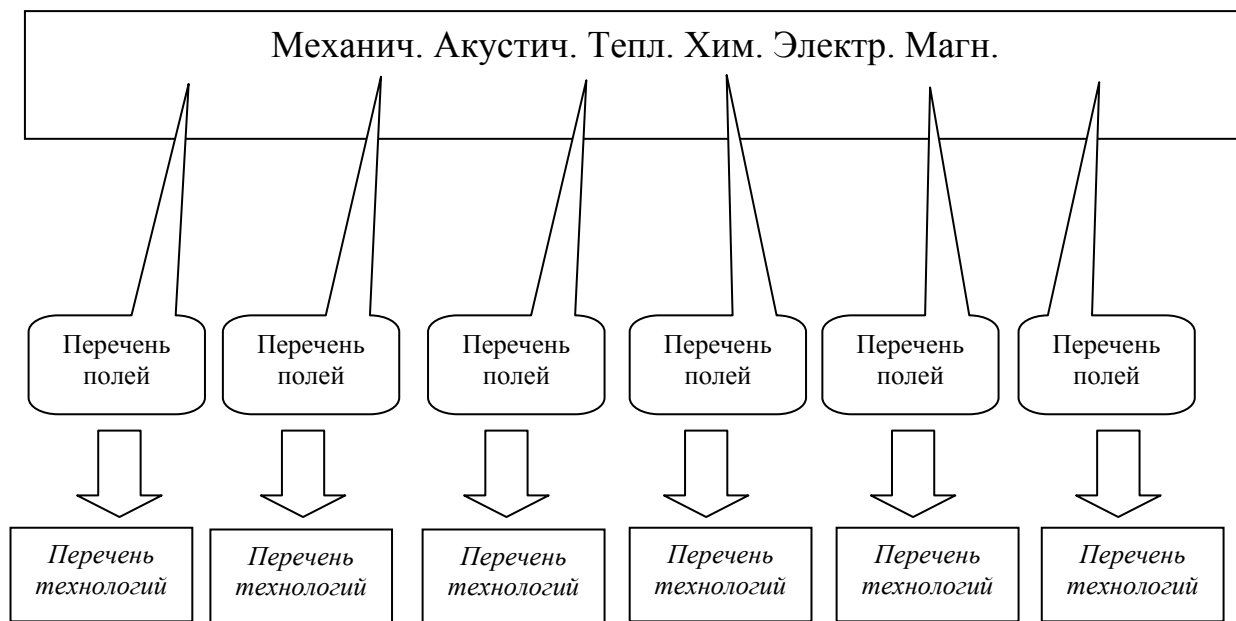 Механич. Акустич. Тепл. Хим. Электр. Магн.
Перечень
полей
Перечень
полей
Перечень
полей
Перечень
полей
Перечень
полей
Перечень
полей
Перечень
технологий
Перечень
технологий
Перечень
технологий
Перечень
технологий
Перечень
технологий
Перечень
технологий